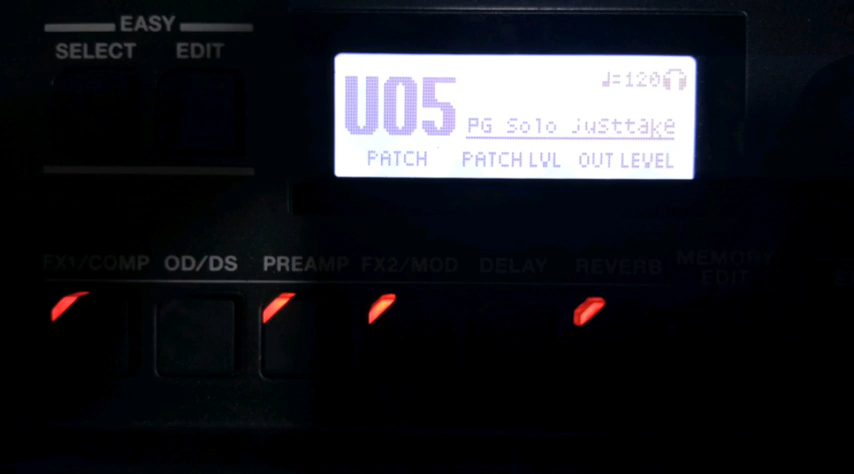 EASY
SELECT EDIT
♩=120
U05
PG Solo justtake
PATCH PATCH LVL OUT LEVEL
FX1/COMP OD/DS PREAMP FX2/MOD DELAY REVERB MEMORY EDIT